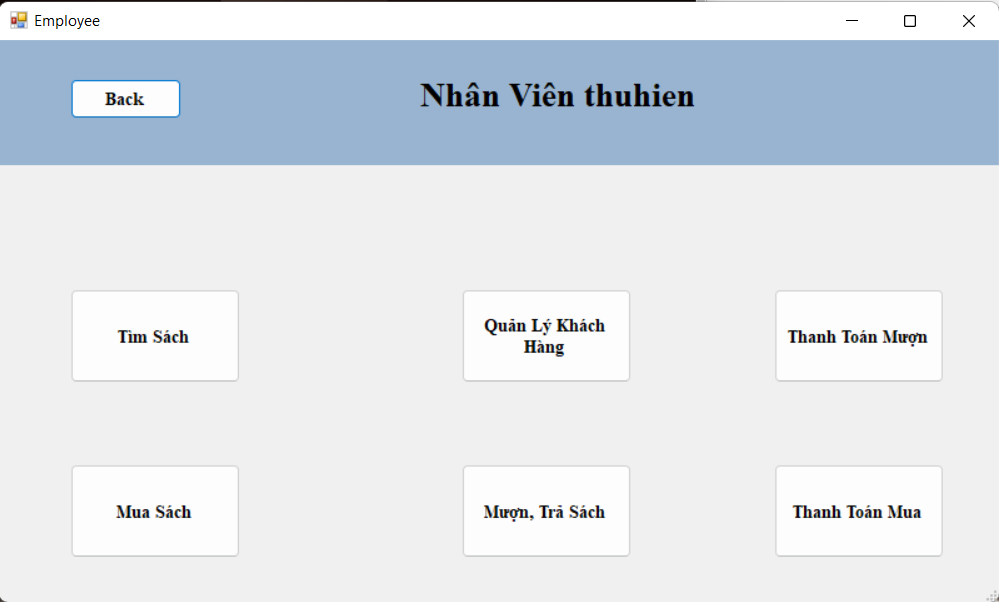 Employee
Back
Nhân Viên thuhien
Tìm Sách
Quản Lý Khách
Hàng
Thanh Toán Mượn
Mua Sách
Mượn, Trả Sách
Thanh Toán Mua